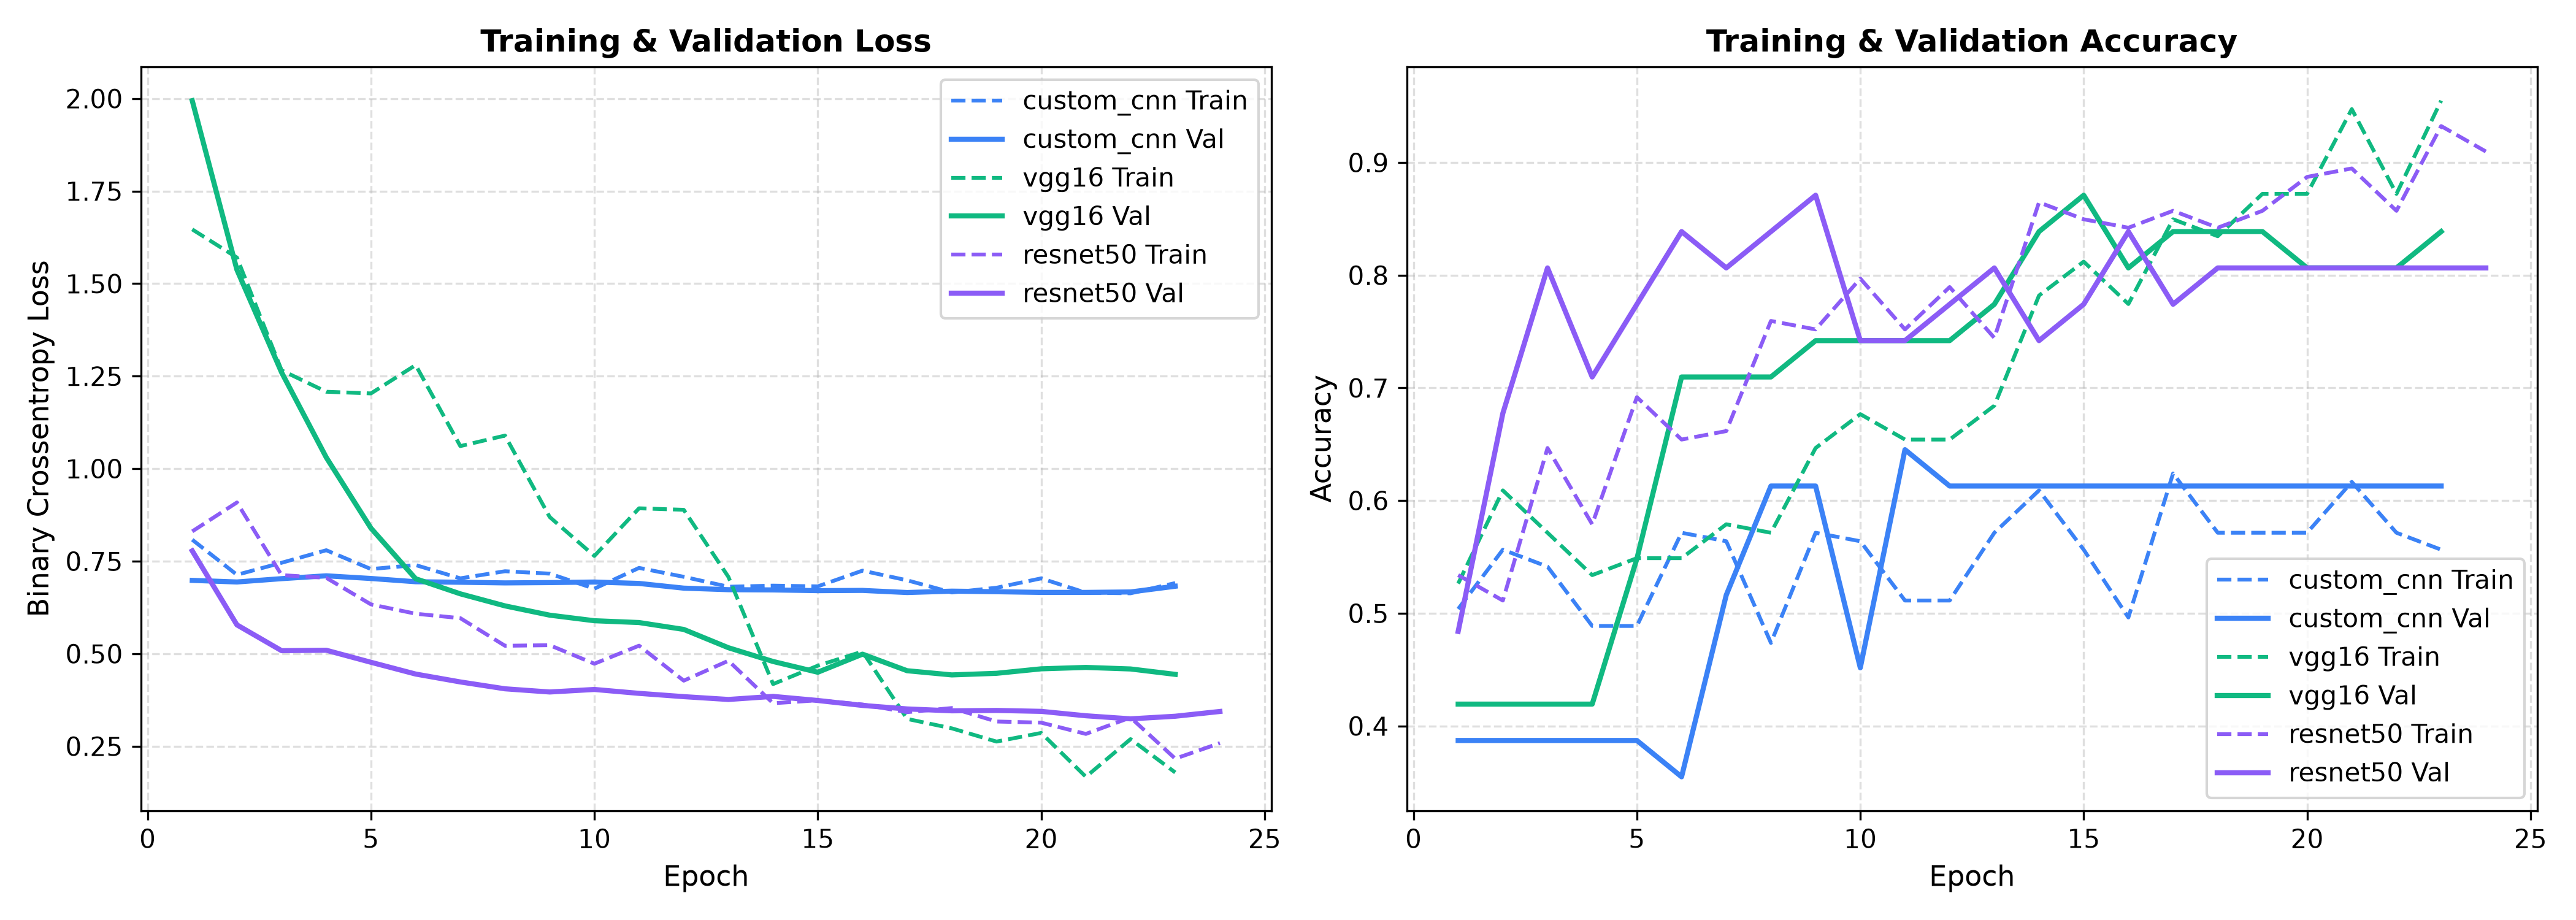 Training & Validation Loss
Binary Crossentropy Loss
2.00
1.75
1.50
1.25
1.00
0.75
0.50
0.25
0
5
10
15
20
25
Epoch
custom_cnn Train
custom_cnn Val
vgg16 Train
vgg16 Val
resnet50 Train
resnet50 Val
Training & Validation Accuracy
Accuracy
0.9
0.8
0.7
0.6
0.5
0.4
0
5
10
15
20
25
Epoch
custom_cnn Train
custom_cnn Val
vgg16 Train
vgg16 Val
resnet50 Train
resnet50 Val